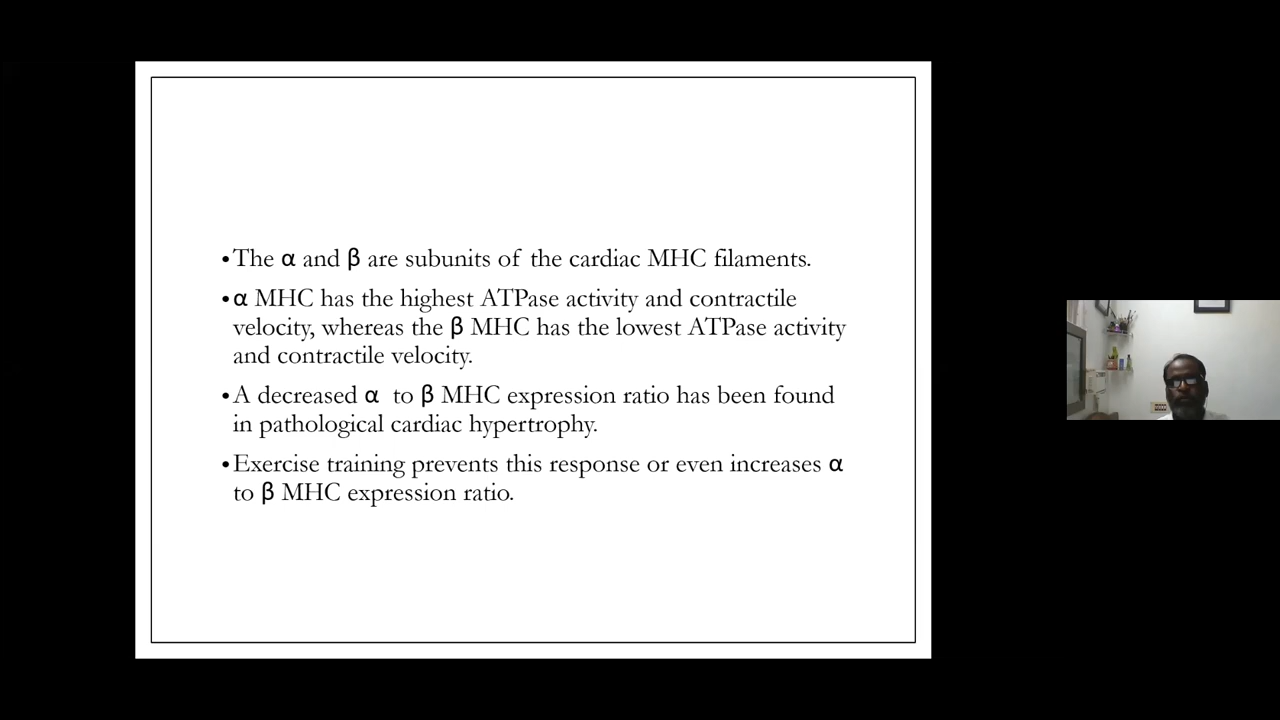 •The α and β are subunits of the cardiac MHC filaments.
•α MHC has the highest ATPase activity and contractile
velocity, whereas the β MHC has the lowest ATPase activity
and contractile velocity.
•A decreased α to β MHC expression ratio has been found
in pathological cardiac hypertrophy.
•Exercise training prevents this response or even increases α
to β MHC expression ratio.